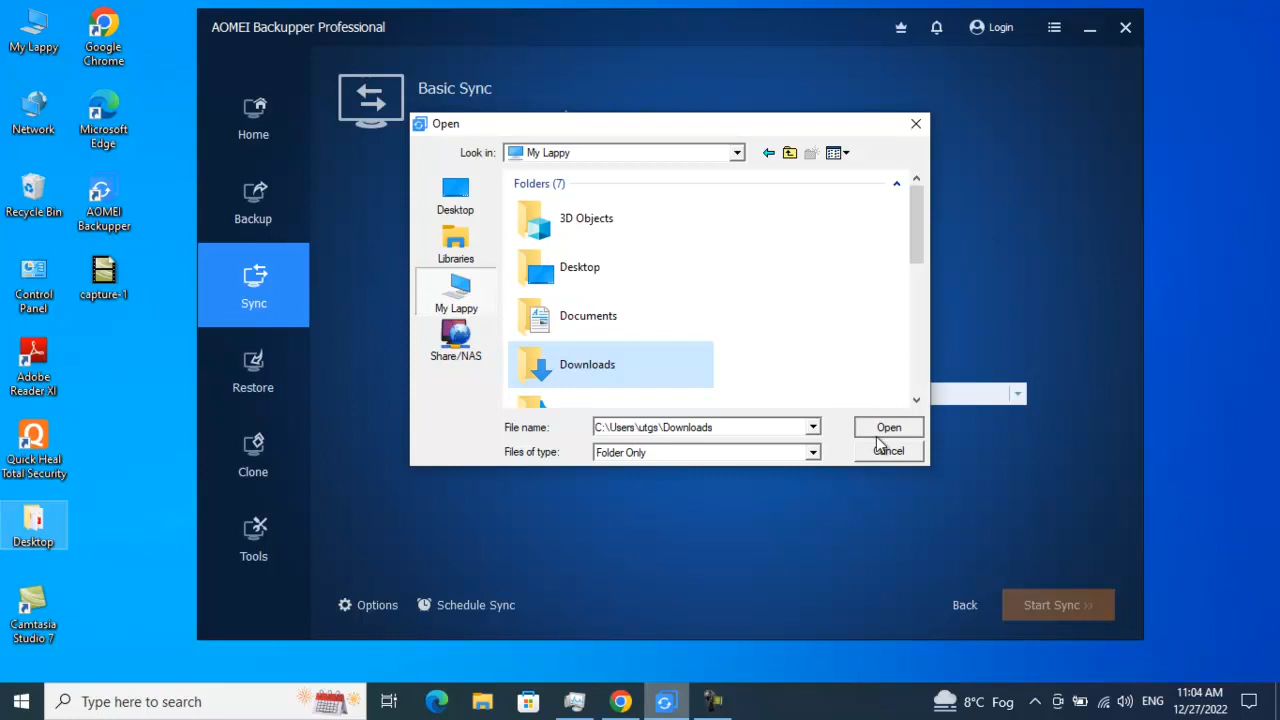 My Lappy
Google
Chrome
Network
Microsoft
Edge
Recycle Bin
AOMEI
Backupper
Control
Panel
capture-1
Adobe
Reader XI
Quick Heal
Total Security
Desktop
Camtasia
Studio 7
AOMEI Backupper Professional
Login
Home
Backup
Sync
Restore
Clone
Tools
Basic Sync
Open
Look in:
My Lappy
Desktop
Libraries
My Lappy
Share/NAS
Folders (7)
3D Objects
Desktop
Documents
Downloads
File name:
C:\Users\utgs\Downloads
Open
Files of type:
Folder Only
Cancel
Options
Schedule Sync
Back
Start Sync >>
Type here to search
8°C Fog
ENG
11:04 AM
12/27/2022